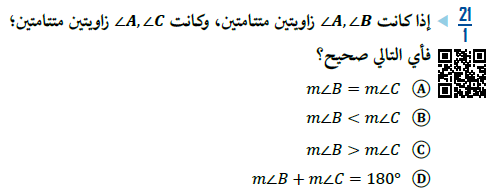 21/1 إذا كانت ∠A,∠B زاويتين متتامتين، وكانت ∠A,∠C زاويتين متتامتين؛
فأي التالي صحيح؟
A m∠B = m∠C
B m∠B < m∠C
C m∠B > m∠C
D m∠B + m∠C = 180°